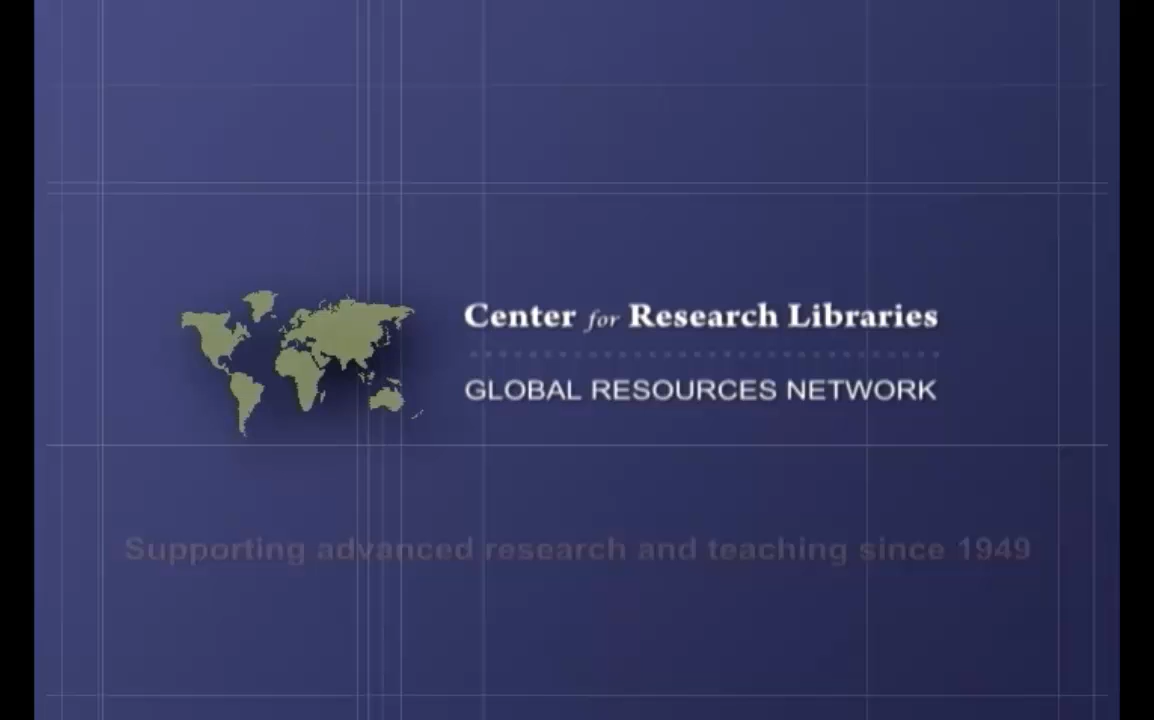 Center for Research Libraries
GLOBAL RESOURCES NETWORK
Supporting advanced research and teaching since 1949